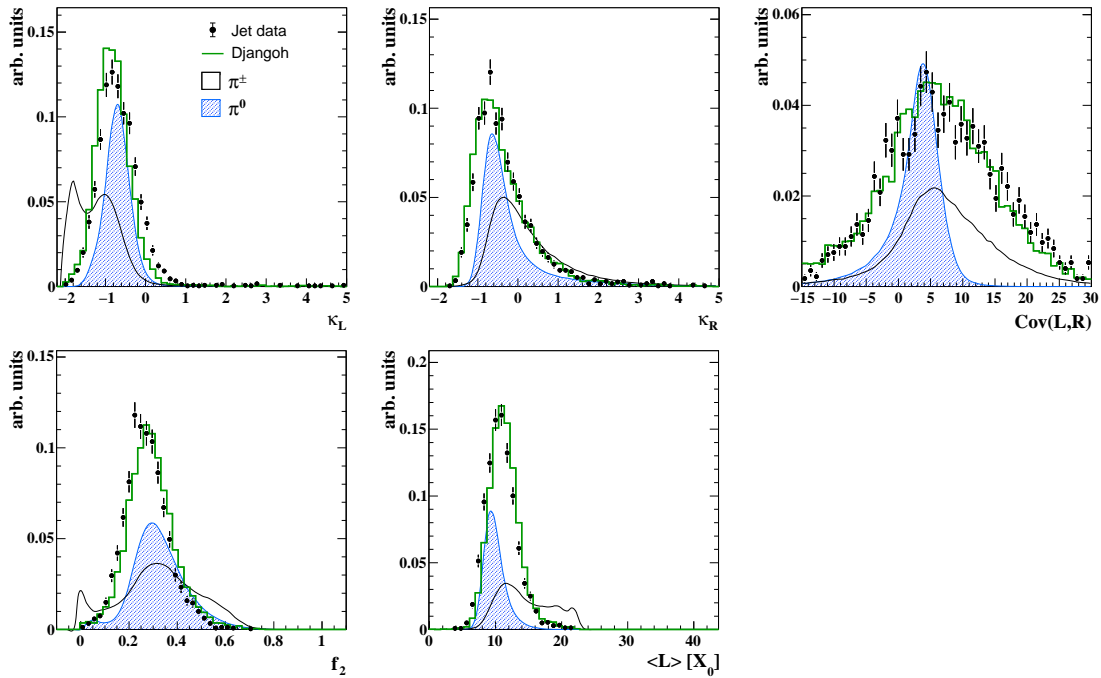 arb. units
0.15
0.1
0.05
0
−2 −1 0 1 2 3 4 5
κL
Jet data
Djangoh
π±
π0
arb. units
0.15
0.1
0.05
0
−2 −1 0 1 2 3 4 5
κR
arb. units
0.06
0.04
0.02
0
−15 −10 −5 0 5 10 15 20 25 30
Cov(L,R)
arb. units
0.15
0.1
0.05
0
0 0.2 0.4 0.6 0.8 1
f2
arb. units
0.2
0.15
0.1
0.05
0
0 10 20 30 40
<L> [X0]